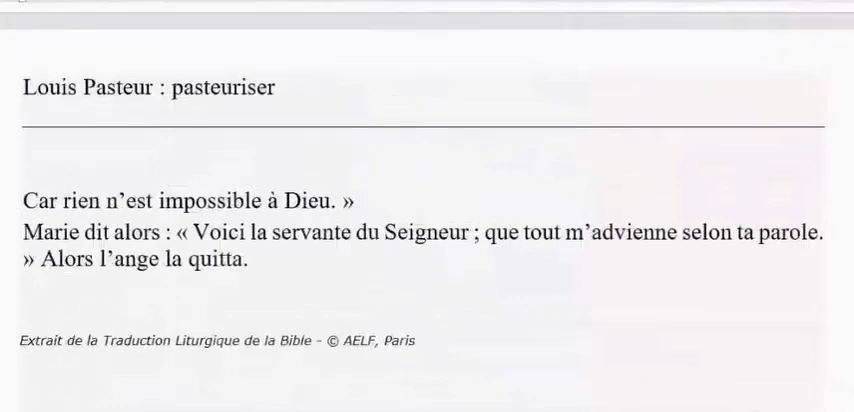 Louis Pasteur : pasteuriser
Car rien n’est impossible à Dieu. »
Marie dit alors : « Voici la servante du Seigneur ; que tout m’advienne selon ta parole.
» Alors l’ange la quitta.
Extrait de la Traduction Liturgique de la Bible - © AELF, Paris